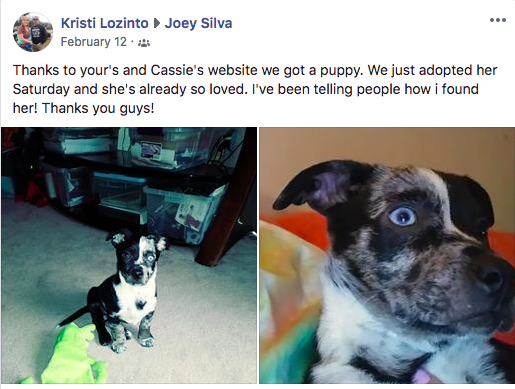 Kristi Lozinto ▶ Joey Silva
February 12 ·
Thanks to your's and Cassie's website we got a puppy. We just adopted her
Saturday and she's already so loved. I've been telling people how i found
her! Thanks you guys!